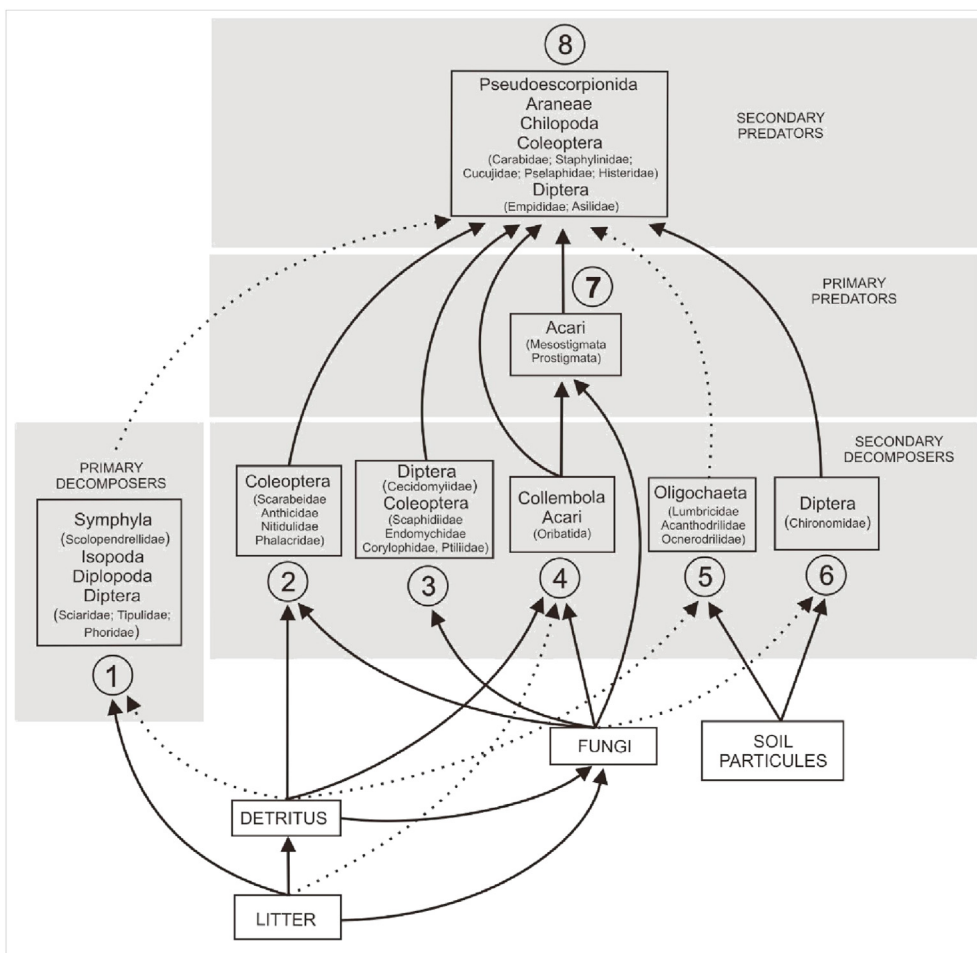 8
Pseudoescorpionida
Araneae
Chilopoda
Coleoptera
(Carabidae; Staphylinidae;
Cucujidae; Pselaphidae; Histeridae)
Diptera
(Empididae; Asilidae)
SECONDARY
PREDATORS
7
Acari
(Mesostigmata
Prostigmata)
PRIMARY
PREDATORS
PRIMARY
DECOMPOSERS
Symphyla
(Scolopendrellidae)
Isopoda
Diplopoda
Diptera
(Sciaridae; Tipulidae;
Phoridae)
1
SECONDARY
DECOMPOSERS
Coleoptera
(Scarabeidae
Anthicidae
Nitidulidae
Phalacridae)
2
Diptera
(Cecidomyiidae)
Coleoptera
(Scaphidiidae
Endomychidae
Corylophidae, Ptiliidae)
3
Collembola
Acari
(Oribatida)
4
Oligochaeta
(Lumbricidae
Acanthodrilidae
Ocnerodrilidae)
5
Diptera
(Chironomidae)
6
FUNGI
SOIL
PARTICULES
DETRITUS
LITTER